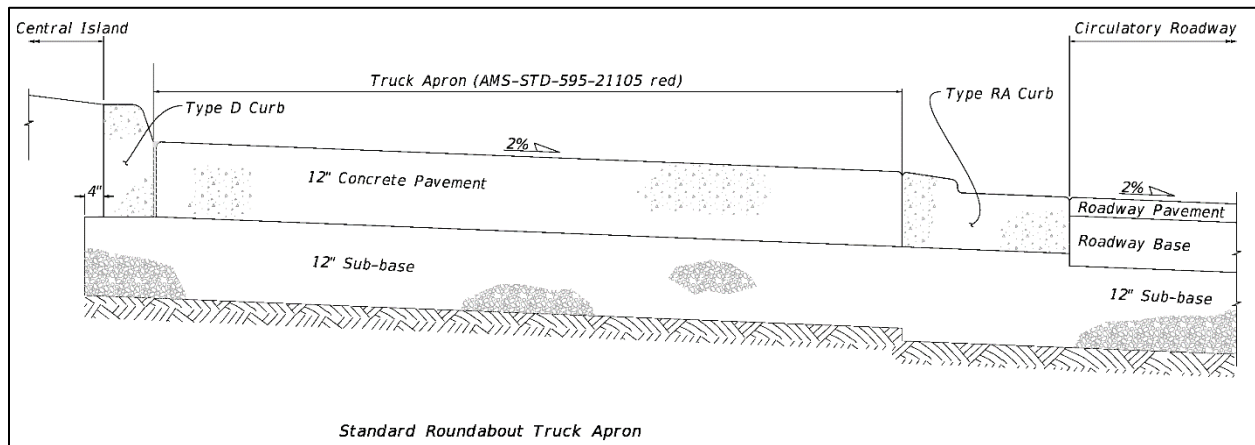 Central Island
Circulatory Roadway
Truck Apron (AMS-STD-595-21105 red)
Type D Curb
Type RA Curb
2%
12" Concrete Pavement
4"
2%
Roadway Pavement
Roadway Base
12" Sub-base
12" Sub-base
Standard Roundabout Truck Apron